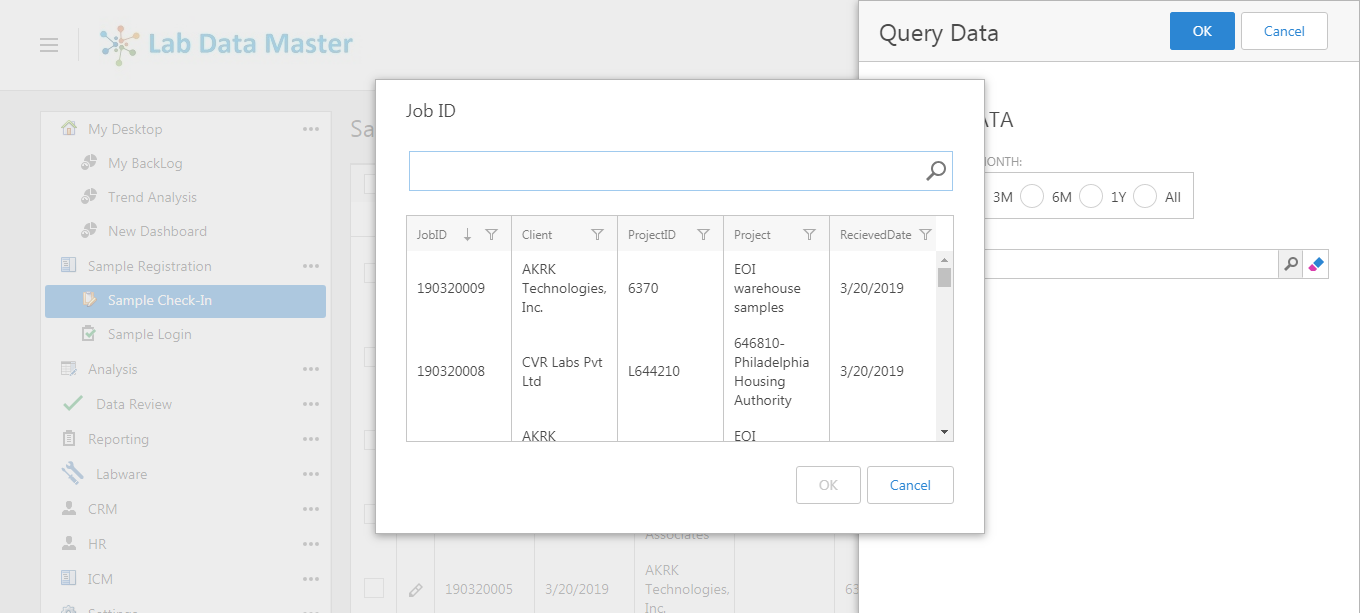 Lab Data Master
Query Data
OK
Cancel
My Desktop
My BackLog
Trend Analysis
New Dashboard
Sample Registration
Sample Check-In
Sample Login
Analysis
Data Review
Reporting
Labware
CRM
HR
ICM
Settings
Sa
Job ID
JobID
Client
ProjectID
Project
RecievedDate
190320009
AKRK
Technologies,
Inc.
6370
EOI
warehouse
samples
3/20/2019
190320008
CVR Labs Pvt
Ltd
L644210
646810-
Philadelphia
Housing
Authority
3/20/2019
AKRK
EOI
OK
Cancel
ATA
MONTH:
3M
6M
1Y
All
Associates
190320005
3/20/2019
AKRK
Technologies,
Inc.
63